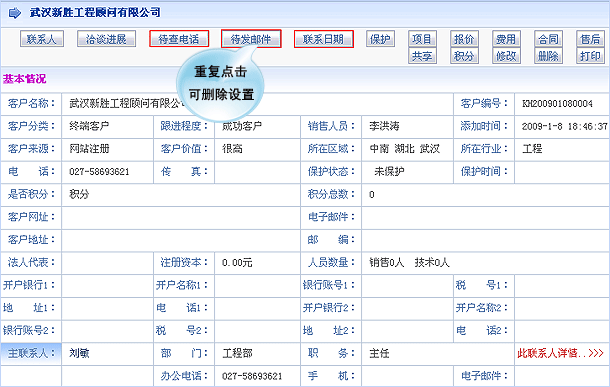 武汉新胜工程顾问有限公司
联系人 洽谈进展 待查电话 待发邮件 联系日期 保护 项目 报价 费用 合同 售后
共享 积分 修改 删除 打印
重复点击
可删除设置
基本情况
客户名称： 武汉新胜工程顾问有限公 客户编号： KH200901080004
客户分类： 终端客户 跟进程度： 成功客户 销售人员： 李洪涛 添加时间： 2009-1-8 18:46:37
客户来源： 网站注册 客户价值： 很高 所在区域： 中南 湖北 武汉 所在行业： 工程
电 话： 027-58693621 传 真： 保护状态： 未保护 保护时间：
是否积分： 积分 积分总数： 0
客户网址： 电子邮件：
客户地址： 邮 编：
法人代表： 注册资本： 0.00元 人员数量： 销售0人 技术0人
开户银行1： 开户名称1： 银行账号1： 税 号1：
地 址1： 电 话1： 开户银行2： 开户名称2：
银行账号2： 税 号2： 地 址2： 电 话2：
主联系人： 刘敏 部 门： 工程部 职 务： 主任 此联系人详情..>>>
办公电话： 027-58693621 手 机： 电子邮件：